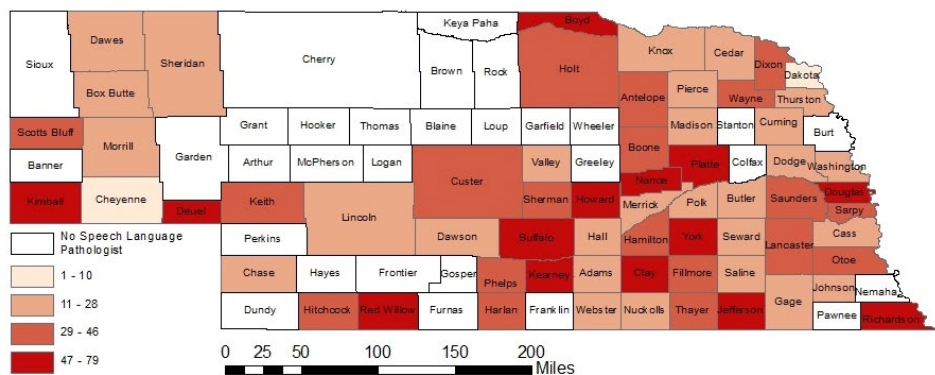 Keya Paha
Boyd
Dawes
Sheridan
Knox
Cedar
Sioux
Cherry
Holt
Dixon
Dakota
Brown
Rock
Box Butte
Antelope
Pierce
Wayne
Thurston
Scotts Bluff
Grant
Hooker
Thomas
Blaine
Loup
Garfield
Wheeler
Madison
Stanton
Cuming
Burt
Morrill
Garden
Boone
Banner
Arthur
McPherson
Logan
Valley
Greeley
Platte
Colfax
Dodge
Washington
Custer
Nance
Kimball
Cheyenne
Deuel
Keith
Sherman
Howard
Merrick
Polk
Butler
Saunders
Douglas
Sarpy
Lincoln
Perkins
Dawson
Buffalo
Hall
Hamilton
York
Seward
Lancaster
Cass
Otoe
Chase
Hayes
Frontier
Gosper
Phelps
Kearney
Adams
Clay
Fillmore
Saline
Johnson
Nemaha
Gage
Dundy
Hitchcock
Red Willow
Furnas
Harlan
Franklin
Webster
Nuckolls
Thayer
Jefferson
Pawnee
Richardson
No Speech Language
Pathologist
1 - 10
11 - 28
29 - 46
47 - 79
0 25 50 100 150 200
Miles